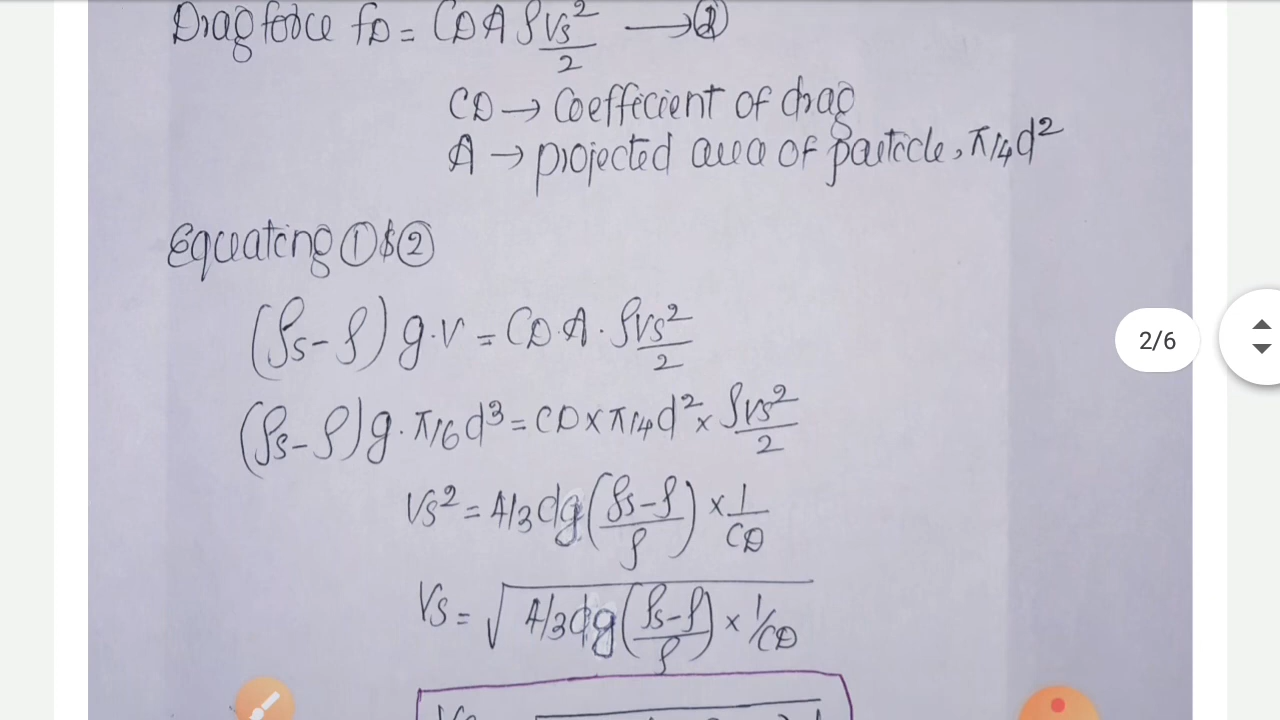 Drag force fD = CD A ρVs²/2 → ②
CD → Coefficient of drag
A → projected area of particle, π/4d²
Equating ① & ②
(ρs-ρ) g.V = CD.A. ρVs²/2
2/6
(ρs-ρ)g. π/6d³ = CD x π/4d² x ρVs²/2
Vs² = 4/3dg(ρs-ρ/ρ) x 1/CD
Vs = √4/3dg(ρs-ρ/ρ) x 1/CD